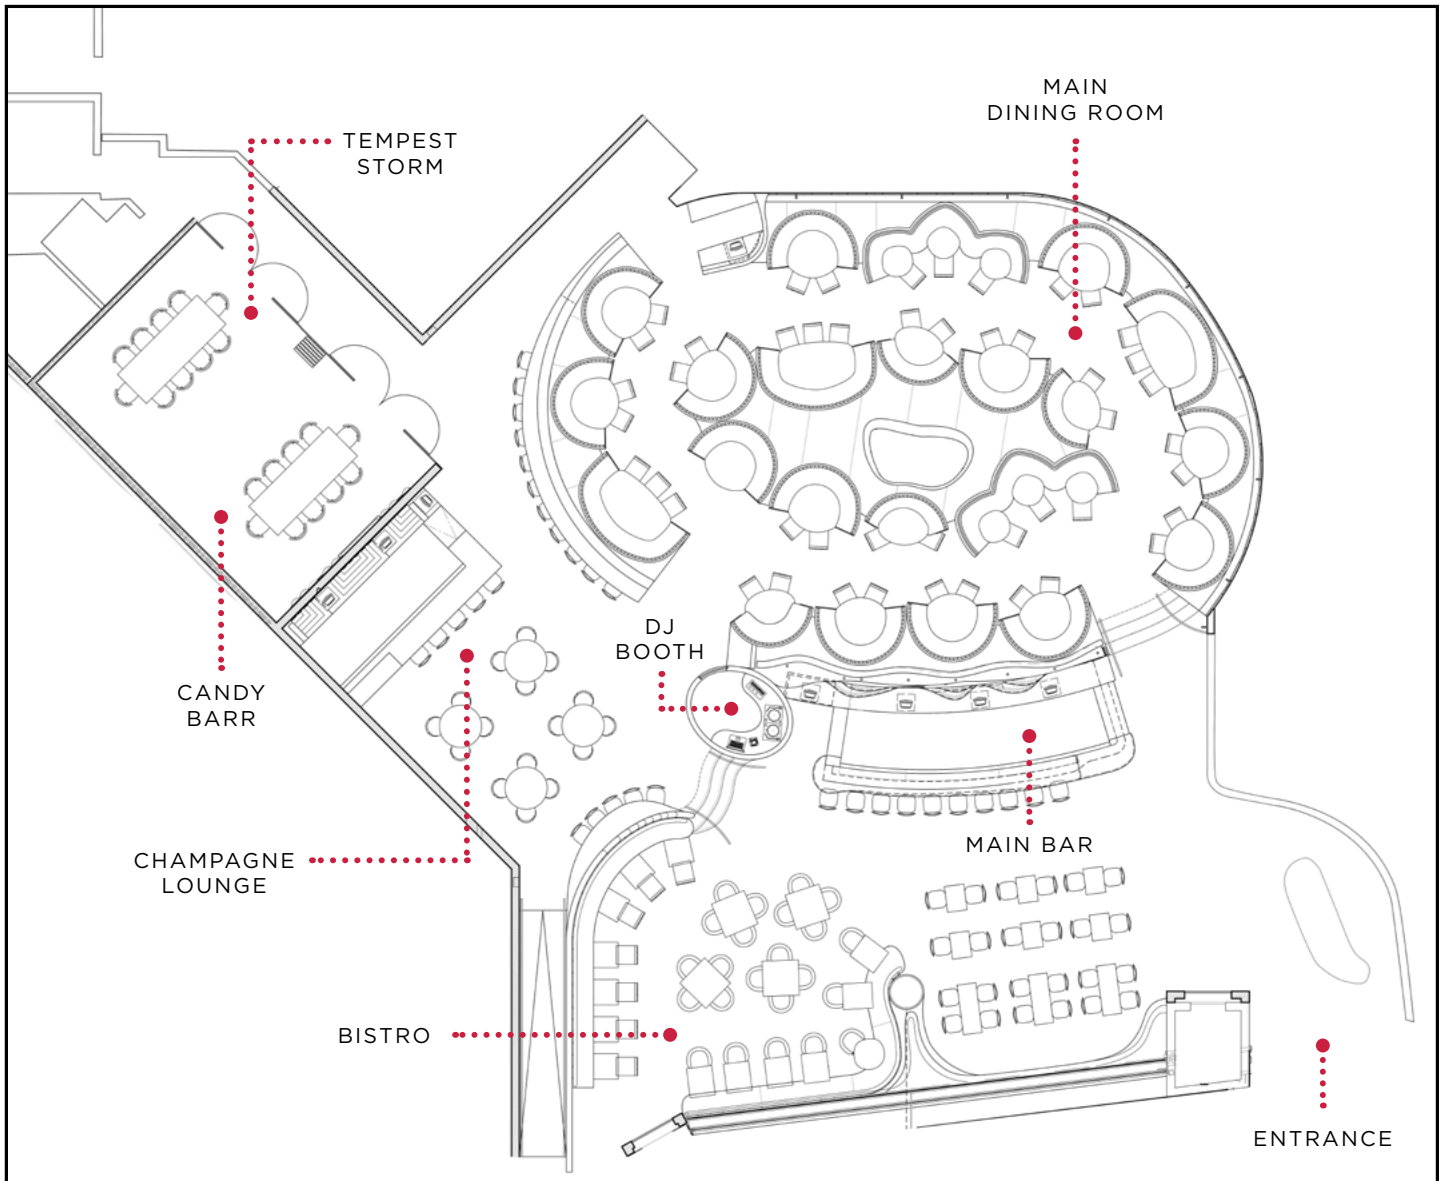 MAIN
DINING ROOM
TEMPEST
STORM
DJ
BOOTH
CANDY
BARR
MAIN BAR
CHAMPAGNE
LOUNGE
BISTRO
ENTRANCE